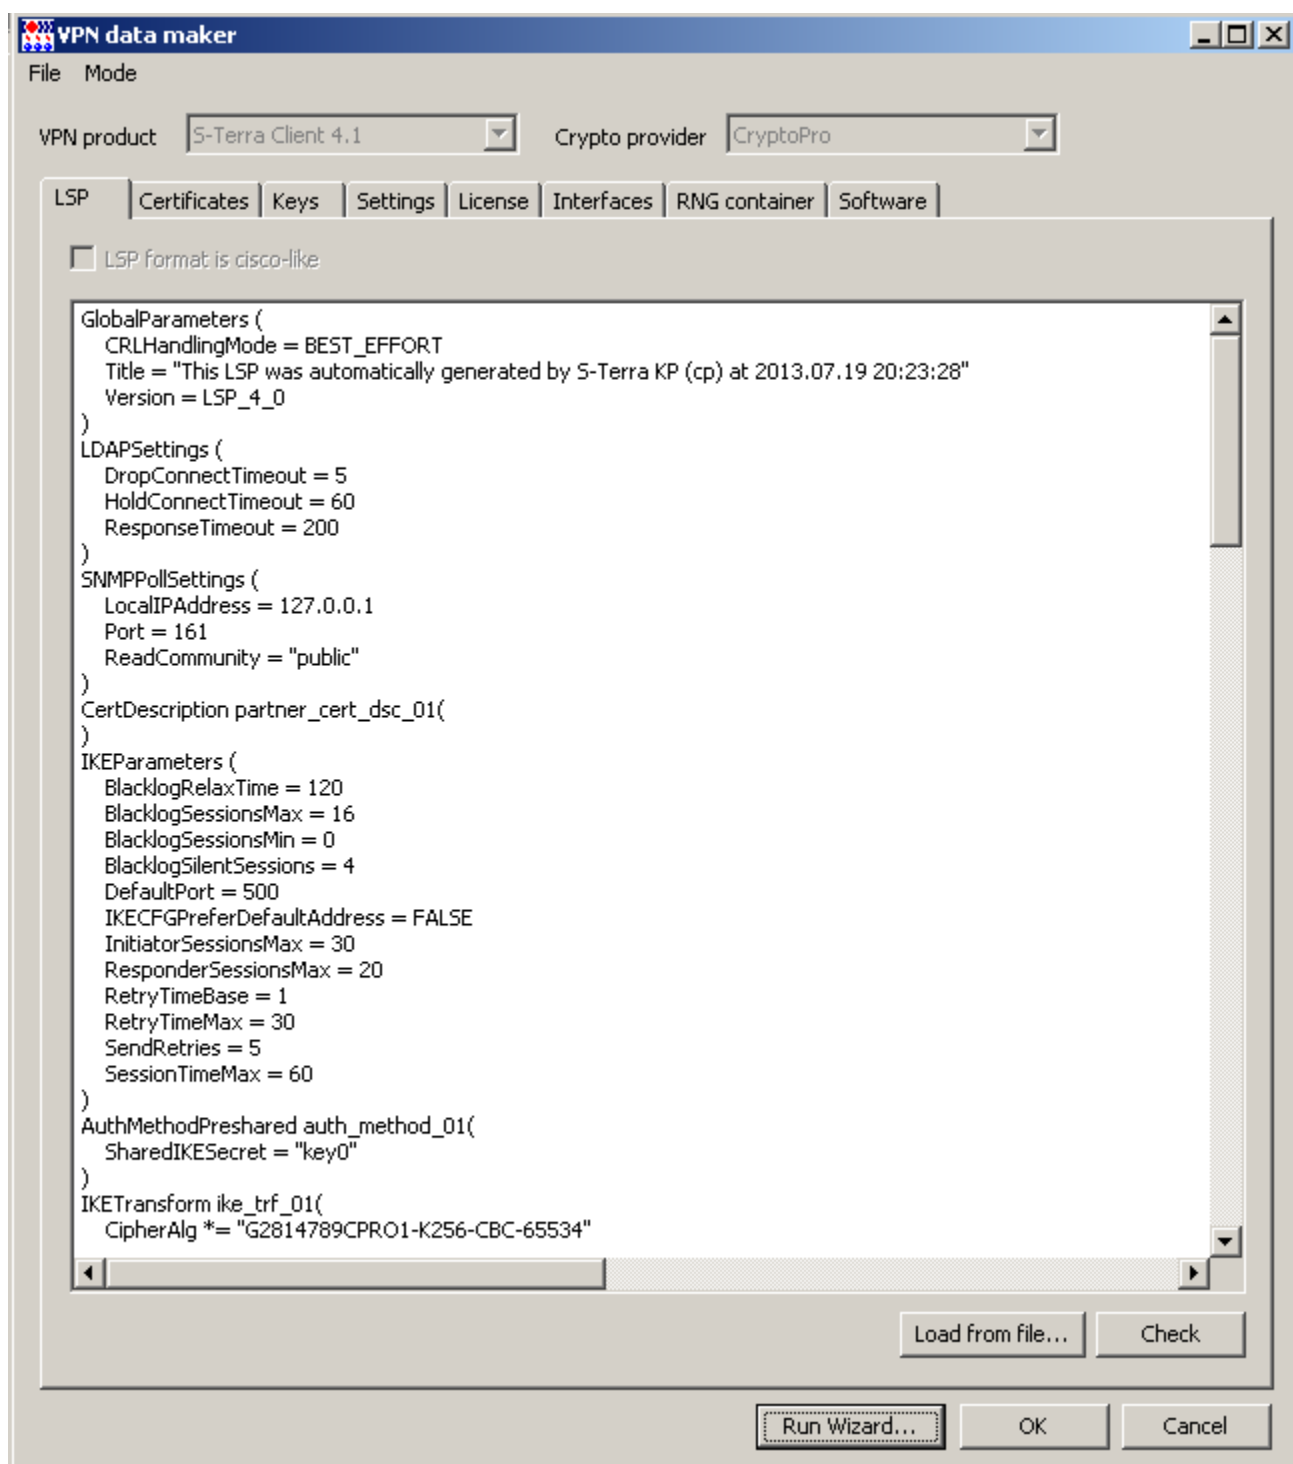 VPN data maker
File Mode
VPN product S-Terra Client 4.1 Crypto provider CryptoPro
LSP Certificates Keys Settings License Interfaces RNG container Software
LSP format is cisco-like
GlobalParameters (
CRLHandlingMode = BEST_EFFORT
Title = "This LSP was automatically generated by S-Terra KP (cp) at 2013.07.19 20:23:28"
Version = LSP_4_0
)
LDAPSettings (
DropConnectTimeout = 5
HoldConnectTimeout = 60
ResponseTimeout = 200
)
SNMPPollSettings (
LocalIPAddress = 127.0.0.1
Port = 161
ReadCommunity = "public"
)
CertDescription partner_cert_dsc_01(
)
IKEParameters (
BlacklogRelaxTime = 120
BlacklogSessionsMax = 16
BlacklogSessionsMin = 0
BlacklogSilentSessions = 4
DefaultPort = 500
IKECFGPreferDefaultAddress = FALSE
InitiatorSessionsMax = 30
ResponderSessionsMax = 20
RetryTimeBase = 1
RetryTimeMax = 30
SendRetries = 5
SessionTimeMax = 60
)
AuthMethodPreshared auth_method_01(
SharedIKESecret = "key0"
)
IKETransform ike_trf_01(
CipherAlg *= "G2814789CPRO1-K256-CBC-65534"
Load from file... Check
Run Wizard... OK Cancel